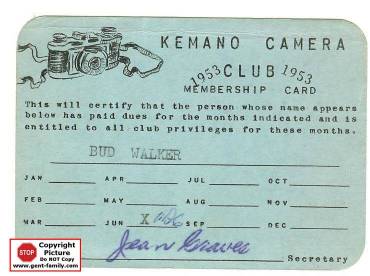 KEMANO CAMERA
1953 CLUB 1953
MEMBERSHIP CARD
This will certify that the person whose name appears
below has paid dues for the months indicated and is
entitled to all club privileges for these months.
BUD WALKER
JAN APR JUL OCT
FEB MAY AUG NOV
MAR JUN X SEP DEC
Jean Graves
Secretary
STOP
Copyright
Picture
Do NOT Copy
www.gent-family.com